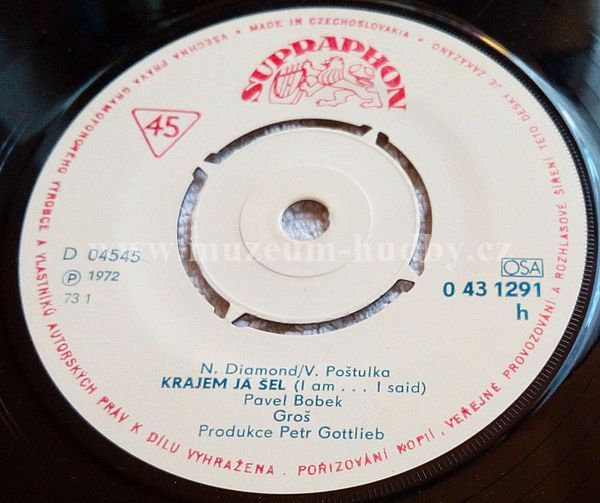 VŠECHNA PRÁVA GRAMOFONOVÉHO VÝROBCE A VLASTNÍKŮ AUTORSKÝCH PRÁV K DÍLU VYHRAŽENA. POŘIZOVÁNÍ KOPIÍ, VEŘEJNÉ PROVOZOVÁNÍ A ROZHLASOVÉ ŠÍŘENÍ TÉTO DESKY JE ZAKÁZÁNO
• MADE IN CZECHOSLOVAKIA •
SUPRAPHON
45
www.muzeum-hudby.cz
D 04545
Ⓟ 1972
73 1
OSA
0 43 1291
h
N. Diamond/V. Poštulka
KRAJEM JÁ ŠEL (I am . . . I said)
Pavel Bobek
Groš
Produkce Petr Gottlieb